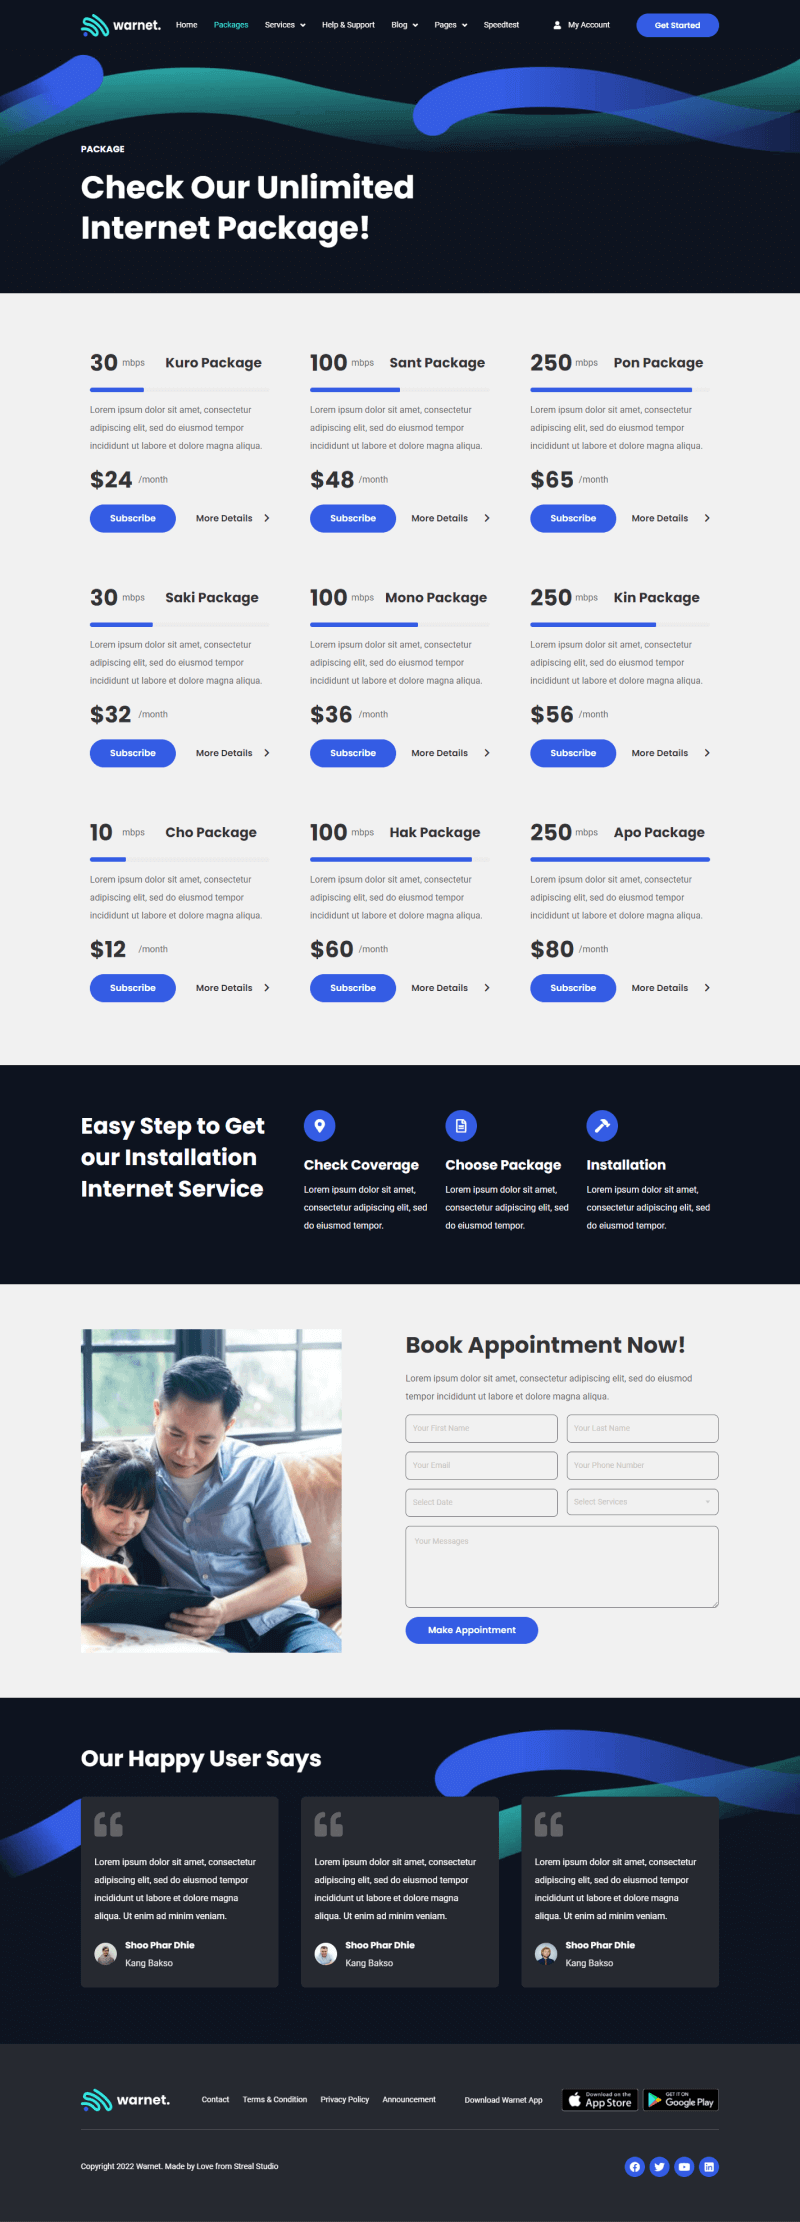 warnet.
Home Packages Services Help & Support Blog Pages Speedtest My Account Get Started
PACKAGE
Check Our Unlimited
Internet Package!
30 mbps Kuro Package
Lorem ipsum dolor sit amet, consectetur
adipiscing elit, sed do eiusmod tempor
incididunt ut labore et dolore magna aliqua.
$24 /month
Subscribe More Details
100 mbps Sant Package
Lorem ipsum dolor sit amet, consectetur
adipiscing elit, sed do eiusmod tempor
incididunt ut labore et dolore magna aliqua.
$48 /month
Subscribe More Details
250 mbps Pon Package
Lorem ipsum dolor sit amet, consectetur
adipiscing elit, sed do eiusmod tempor
incididunt ut labore et dolore magna aliqua.
$65 /month
Subscribe More Details
30 mbps Saki Package
Lorem ipsum dolor sit amet, consectetur
adipiscing elit, sed do eiusmod tempor
incididunt ut labore et dolore magna aliqua.
$32 /month
Subscribe More Details
100 mbps Mono Package
Lorem ipsum dolor sit amet, consectetur
adipiscing elit, sed do eiusmod tempor
incididunt ut labore et dolore magna aliqua.
$36 /month
Subscribe More Details
250 mbps Kin Package
Lorem ipsum dolor sit amet, consectetur
adipiscing elit, sed do eiusmod tempor
incididunt ut labore et dolore magna aliqua.
$56 /month
Subscribe More Details
10 mbps Cho Package
Lorem ipsum dolor sit amet, consectetur
adipiscing elit, sed do eiusmod tempor
incididunt ut labore et dolore magna aliqua.
$12 /month
Subscribe More Details
100 mbps Hak Package
Lorem ipsum dolor sit amet, consectetur
adipiscing elit, sed do eiusmod tempor
incididunt ut labore et dolore magna aliqua.
$60 /month
Subscribe More Details
250 mbps Apo Package
Lorem ipsum dolor sit amet, consectetur
adipiscing elit, sed do eiusmod tempor
incididunt ut labore et dolore magna aliqua.
$80 /month
Subscribe More Details
Easy Step to Get
our Installation
Internet Service
Check Coverage
Lorem ipsum dolor sit amet,
consectetur adipiscing elit, sed
do eiusmod tempor.
Choose Package
Lorem ipsum dolor sit amet,
consectetur adipiscing elit, sed
do eiusmod tempor.
Installation
Lorem ipsum dolor sit amet,
consectetur adipiscing elit, sed
do eiusmod tempor.
Book Appointment Now!
Lorem ipsum dolor sit amet, consectetur adipiscing elit, sed do eiusmod
tempor incididunt ut labore et dolore magna aliqua.
Your First Name Your Last Name
Your Email Your Phone Number
Select Date Select Services
Your Messages
Make Appointment
Our Happy User Says
Lorem ipsum dolor sit amet, consectetur
adipiscing elit, sed do eiusmod tempor
incididunt ut labore et dolore magna
aliqua. Ut enim ad minim veniam.
Shoo Phar Dhie
Kang Bakso
Lorem ipsum dolor sit amet, consectetur
adipiscing elit, sed do eiusmod tempor
incididunt ut labore et dolore magna
aliqua. Ut enim ad minim veniam.
Shoo Phar Dhie
Kang Bakso
Lorem ipsum dolor sit amet, consectetur
adipiscing elit, sed do eiusmod tempor
incididunt ut labore et dolore magna
aliqua. Ut enim ad minim veniam.
Shoo Phar Dhie
Kang Bakso
warnet.
Contact Terms & Condition Privacy Policy Announcement Download Warnet App
Download on the
App Store
GET IT ON
Google Play
Copyright 2022 Warnet. Made by Love from Streal Studio